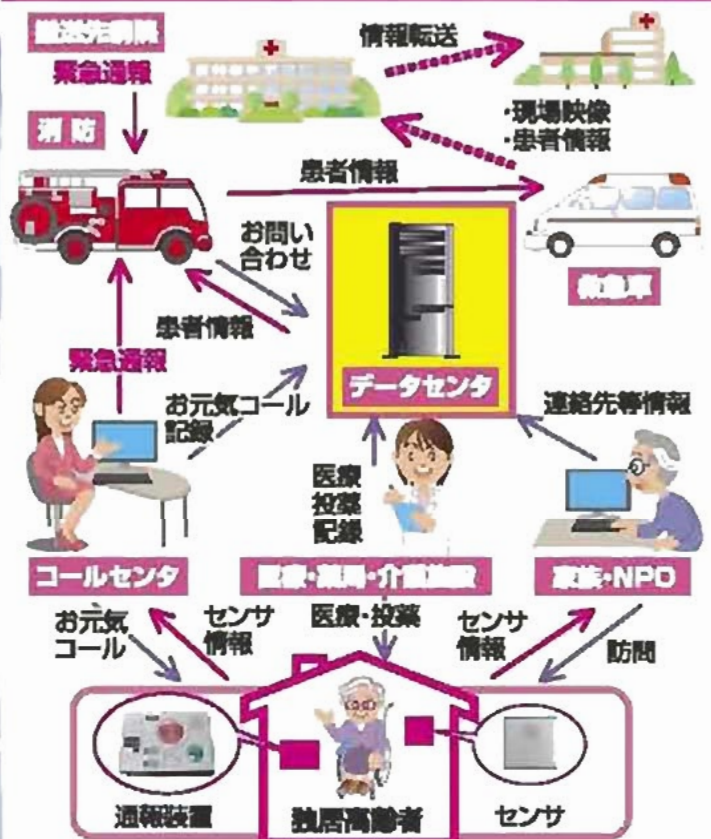 搬送先病院
情報転送
緊急通報
・現場映像
・患者情報
消防
患者情報
お問い
合わせ
救急車
患者情報
緊急通報
データセンタ
お元気コール
記録
連絡先等情報
医療
投薬
記録
コールセンタ
医療・薬局・介護施設
家族・NPO
お元気
コール
センサ
情報
医療・投薬
センサ
情報
訪問
通報装置
独居高齢者
センサ